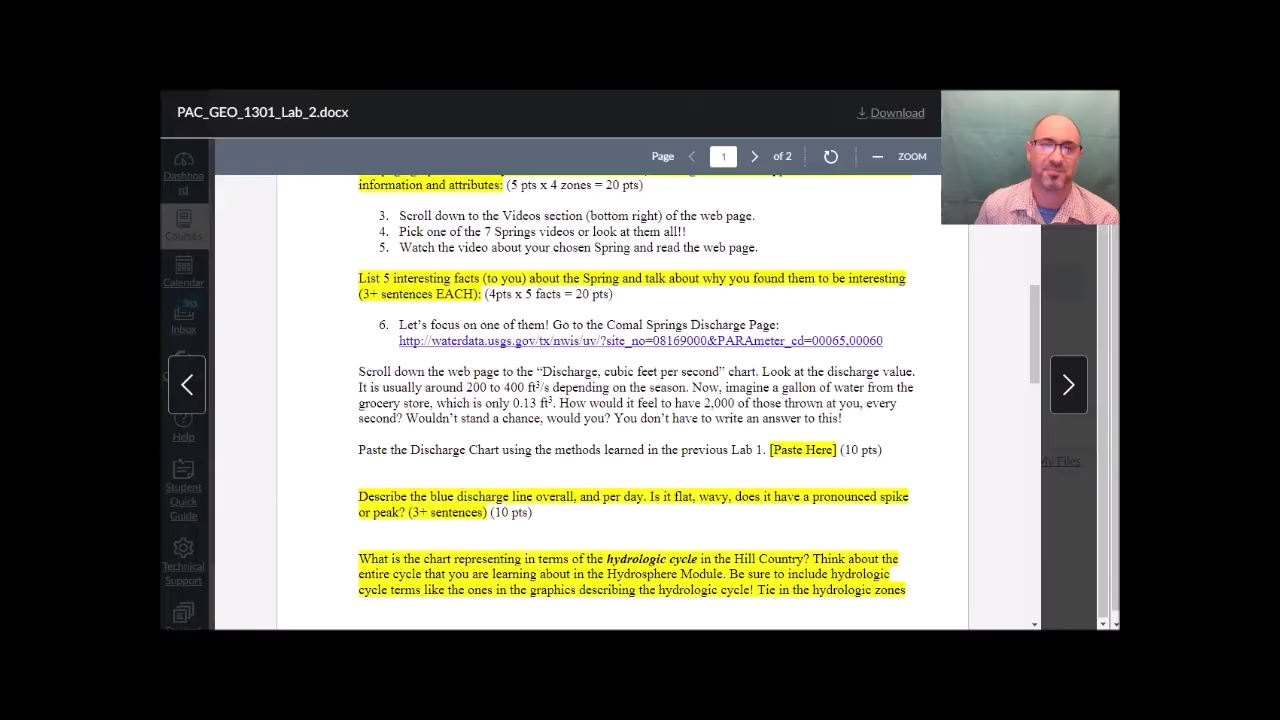 PAC_GEO_1301_Lab_2.docx
Download
Page
1
of 2
ZOOM
Dashboa
rd
Courses
Calendar
Inbox
Help
Student
Quick
Guide
Technical
Support
information and attributes: (5 pts x 4 zones = 20 pts)
3. Scroll down to the Videos section (bottom right) of the web page.
4. Pick one of the 7 Springs videos or look at them all!!
5. Watch the video about your chosen Spring and read the web page.
List 5 interesting facts (to you) about the Spring and talk about why you found them to be interesting
(3+ sentences EACH): (4pts x 5 facts = 20 pts)
6. Let's focus on one of them! Go to the Comal Springs Discharge Page:
http://waterdata.usgs.gov/tx/nwis/uv/?site_no=08169000&PARAmeter_cd=00065,00060
Scroll down the web page to the “Discharge, cubic feet per second” chart. Look at the discharge value.
It is usually around 200 to 400 ft³/s depending on the season. Now, imagine a gallon of water from the
grocery store, which is only 0.13 ft³. How would it feel to have 2,000 of those thrown at you, every
second? Wouldn't stand a chance, would you? You don't have to write an answer to this!
Paste the Discharge Chart using the methods learned in the previous Lab 1. [Paste Here] (10 pts)
Describe the blue discharge line overall, and per day. Is it flat, wavy, does it have a pronounced spike
or peak? (3+ sentences) (10 pts)
What is the chart representing in terms of the hydrologic cycle in the Hill Country? Think about the
entire cycle that you are learning about in the Hydrosphere Module. Be sure to include hydrologic
cycle terms like the ones in the graphics describing the hydrologic cycle! Tie in the hydrologic zones
My Files